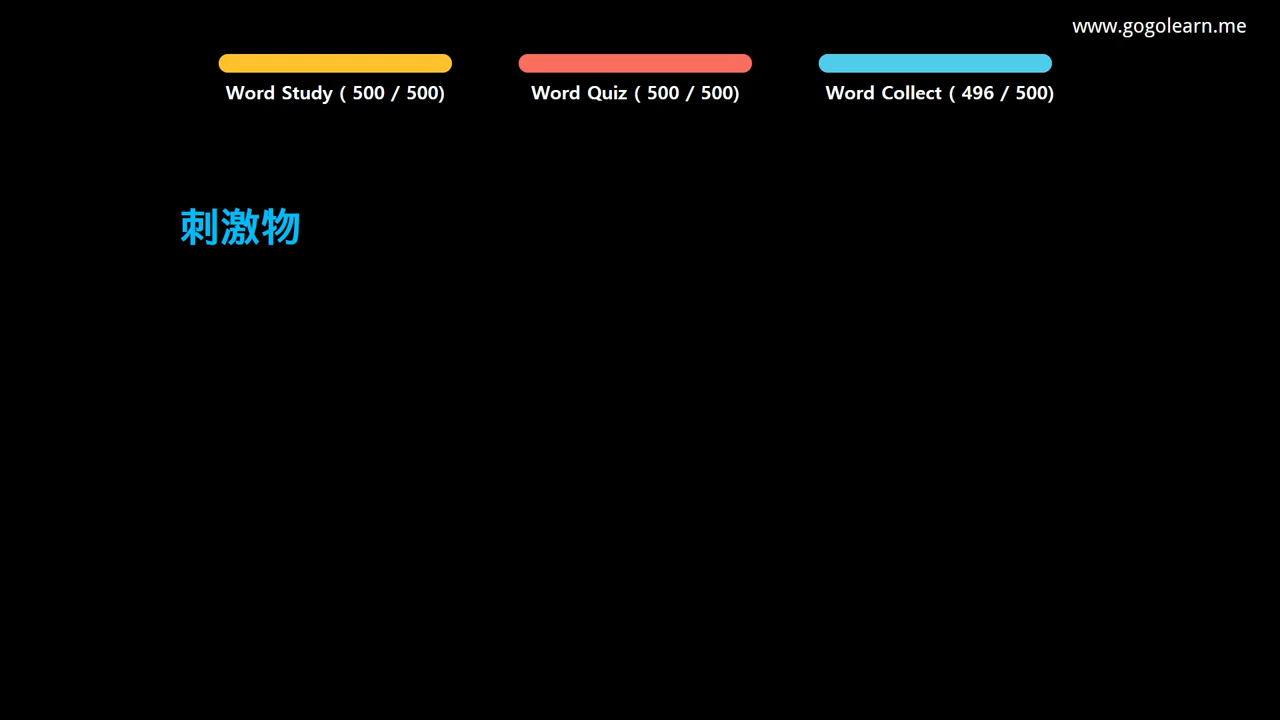 www.gogolearn.me
Word Study ( 500 / 500)
Word Quiz ( 500 / 500)
Word Collect ( 496 / 500)
刺激物